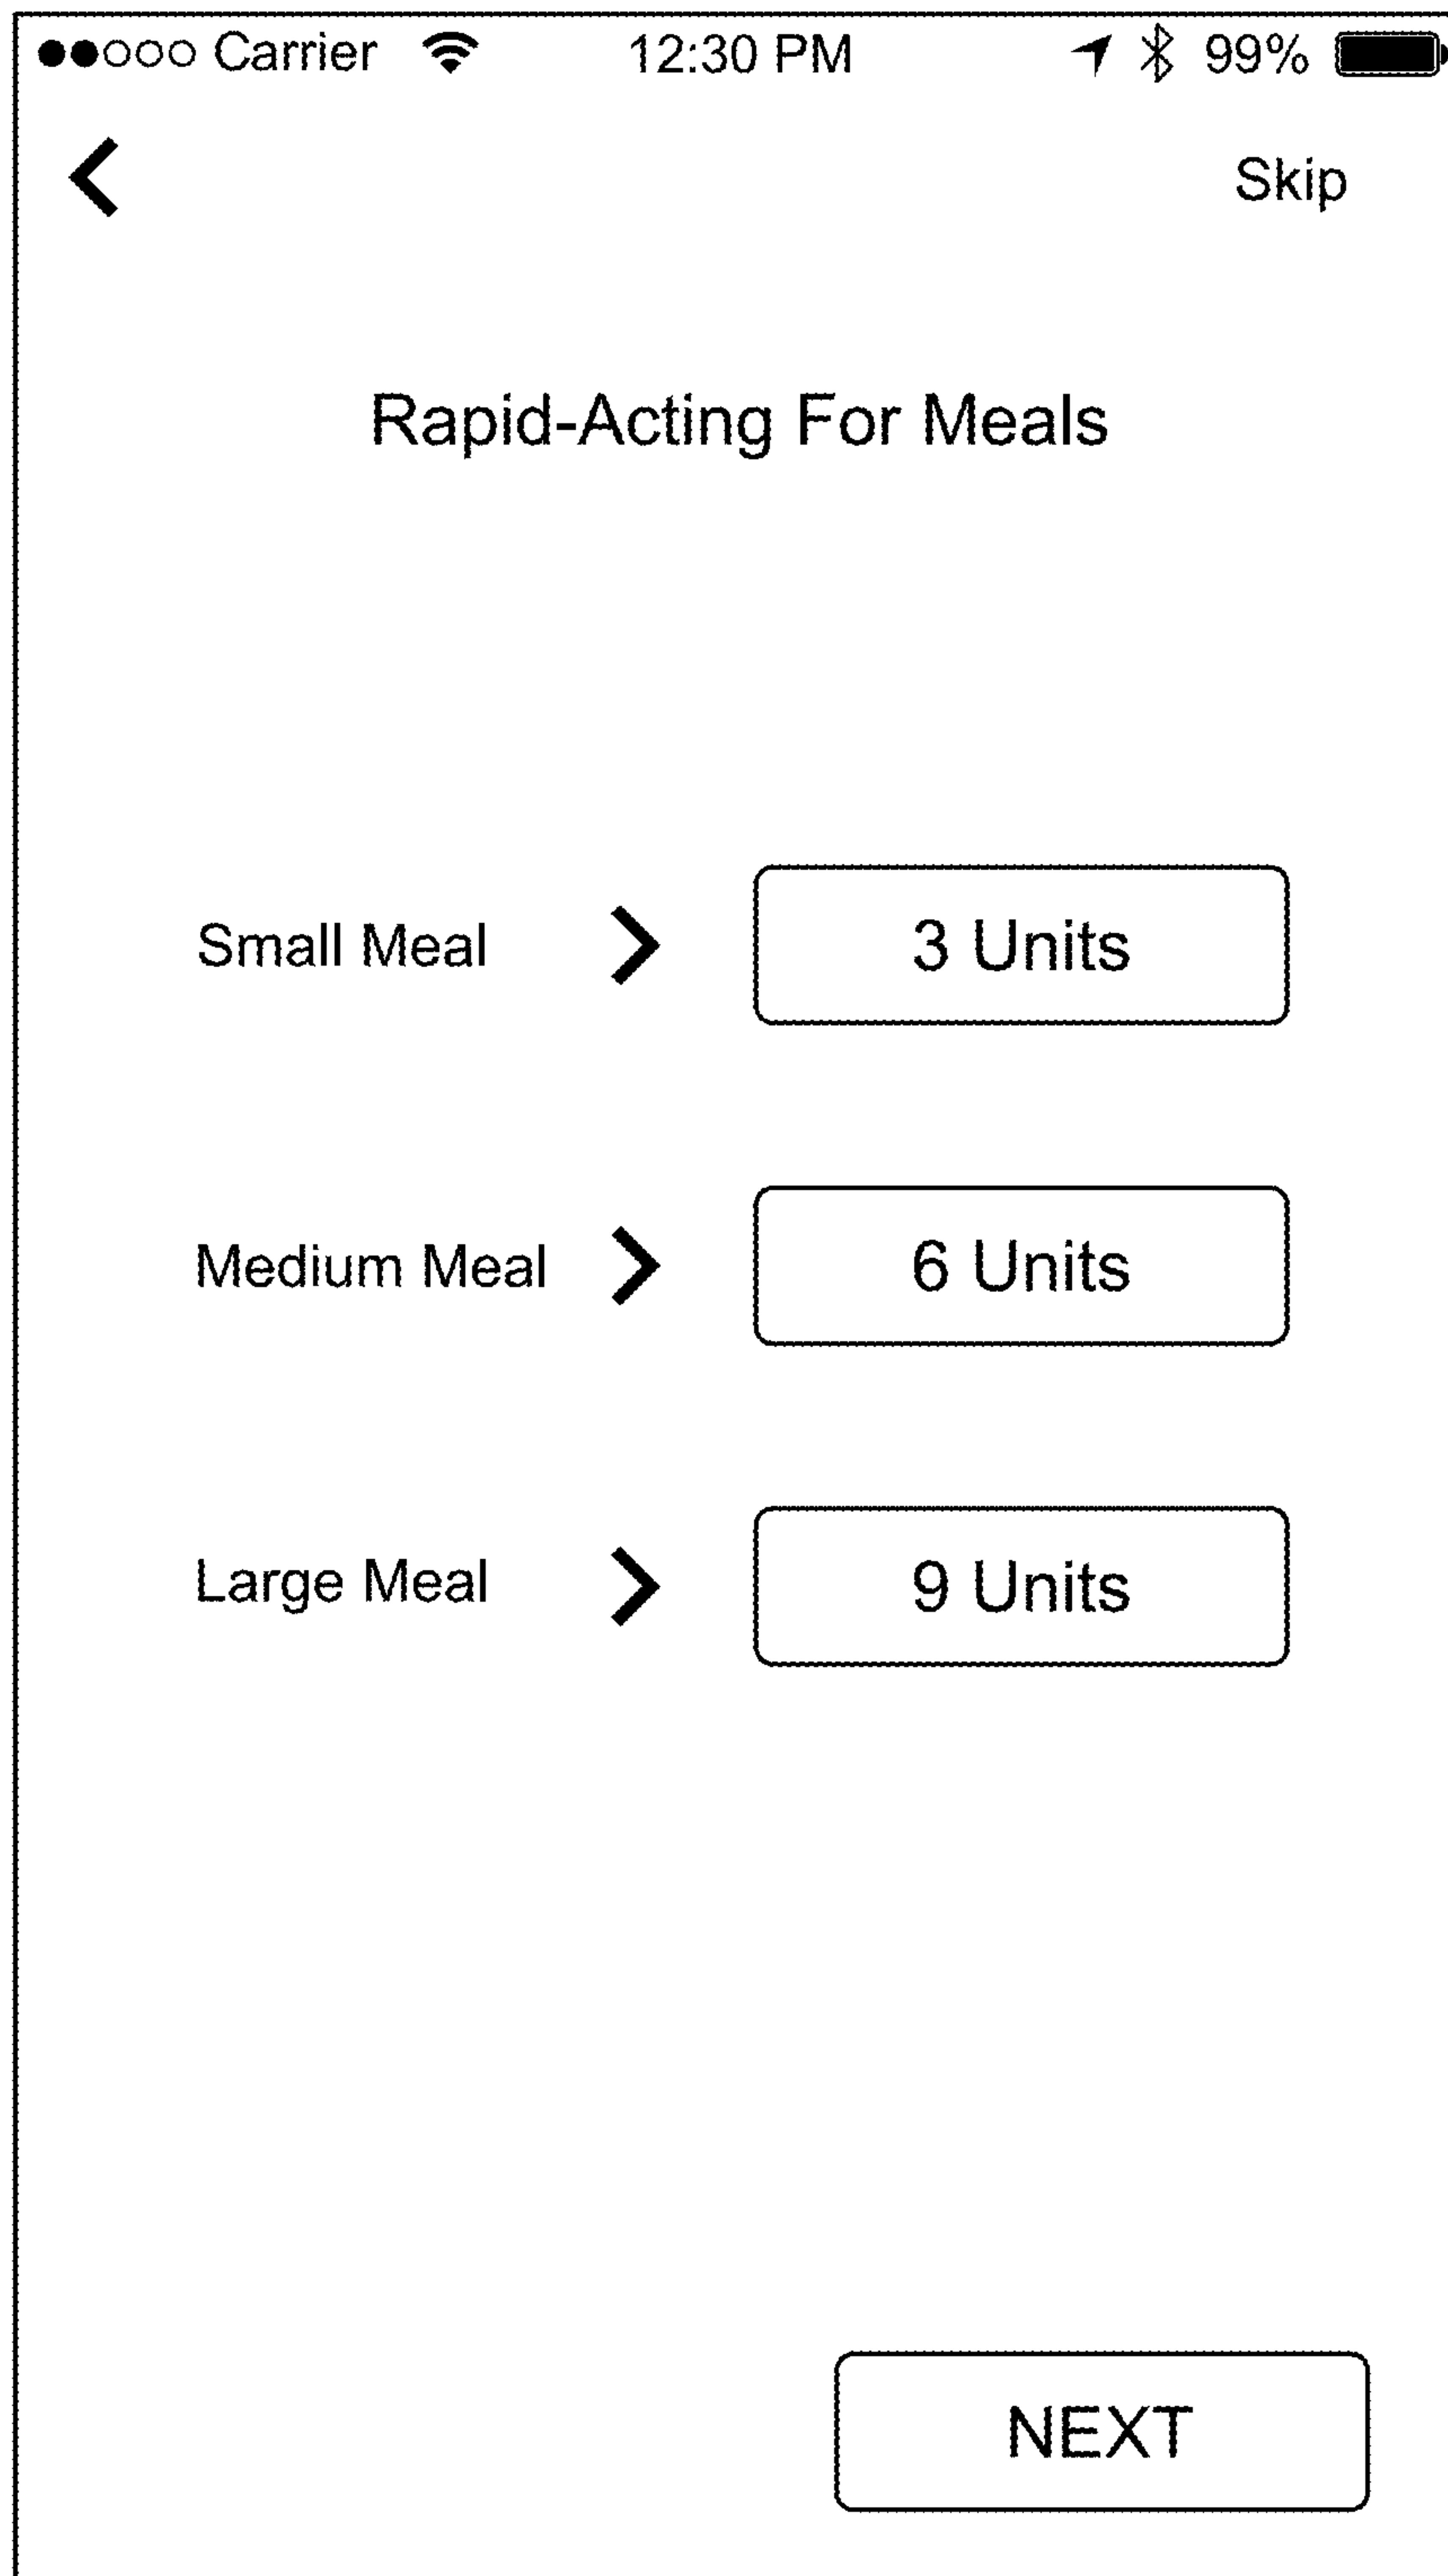 Carrier 12:30 PM 99%
Skip
Rapid-Acting For Meals
Small Meal 3 Units
Medium Meal 6 Units
Large Meal 9 Units
NEXT